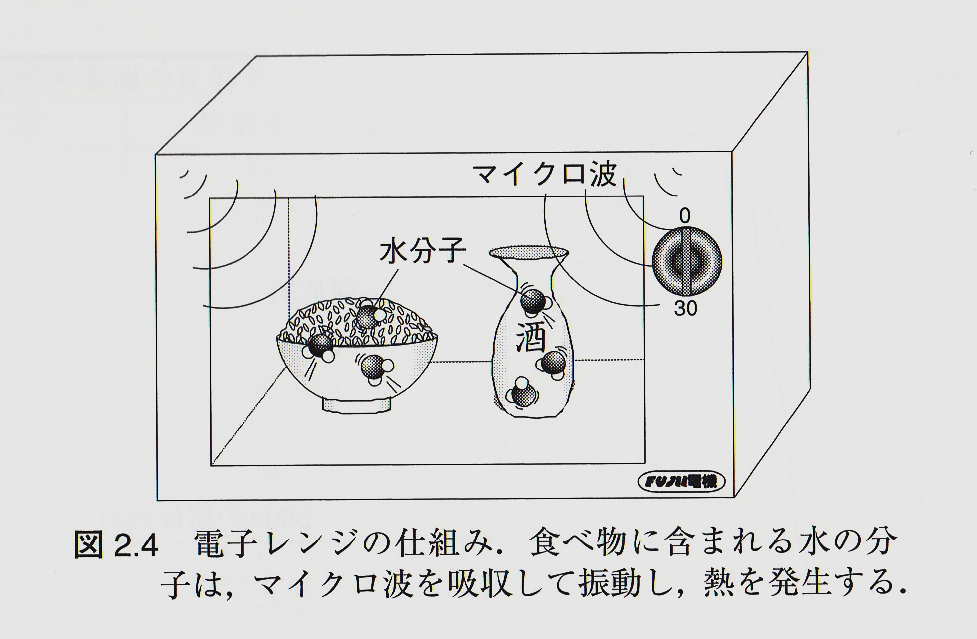 マイクロ波
水分子
0
30
酒
FUJII電機
図2.4 電子レンジの仕組み．食べ物に含まれる水の分
子は，マイクロ波を吸収して振動し，熱を発生する．